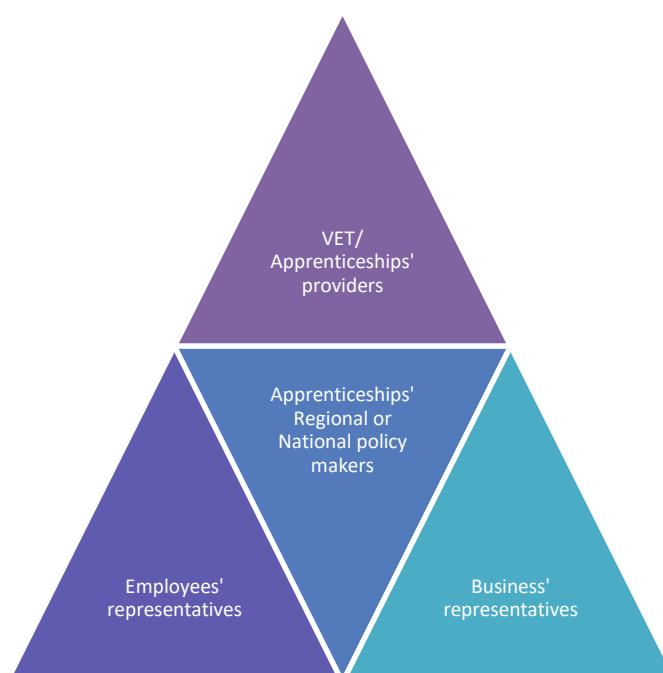 VET/
Apprenticeships'
providers
Apprenticeships'
Regional or
National policy
makers
Employees'
representatives
Business'
representatives